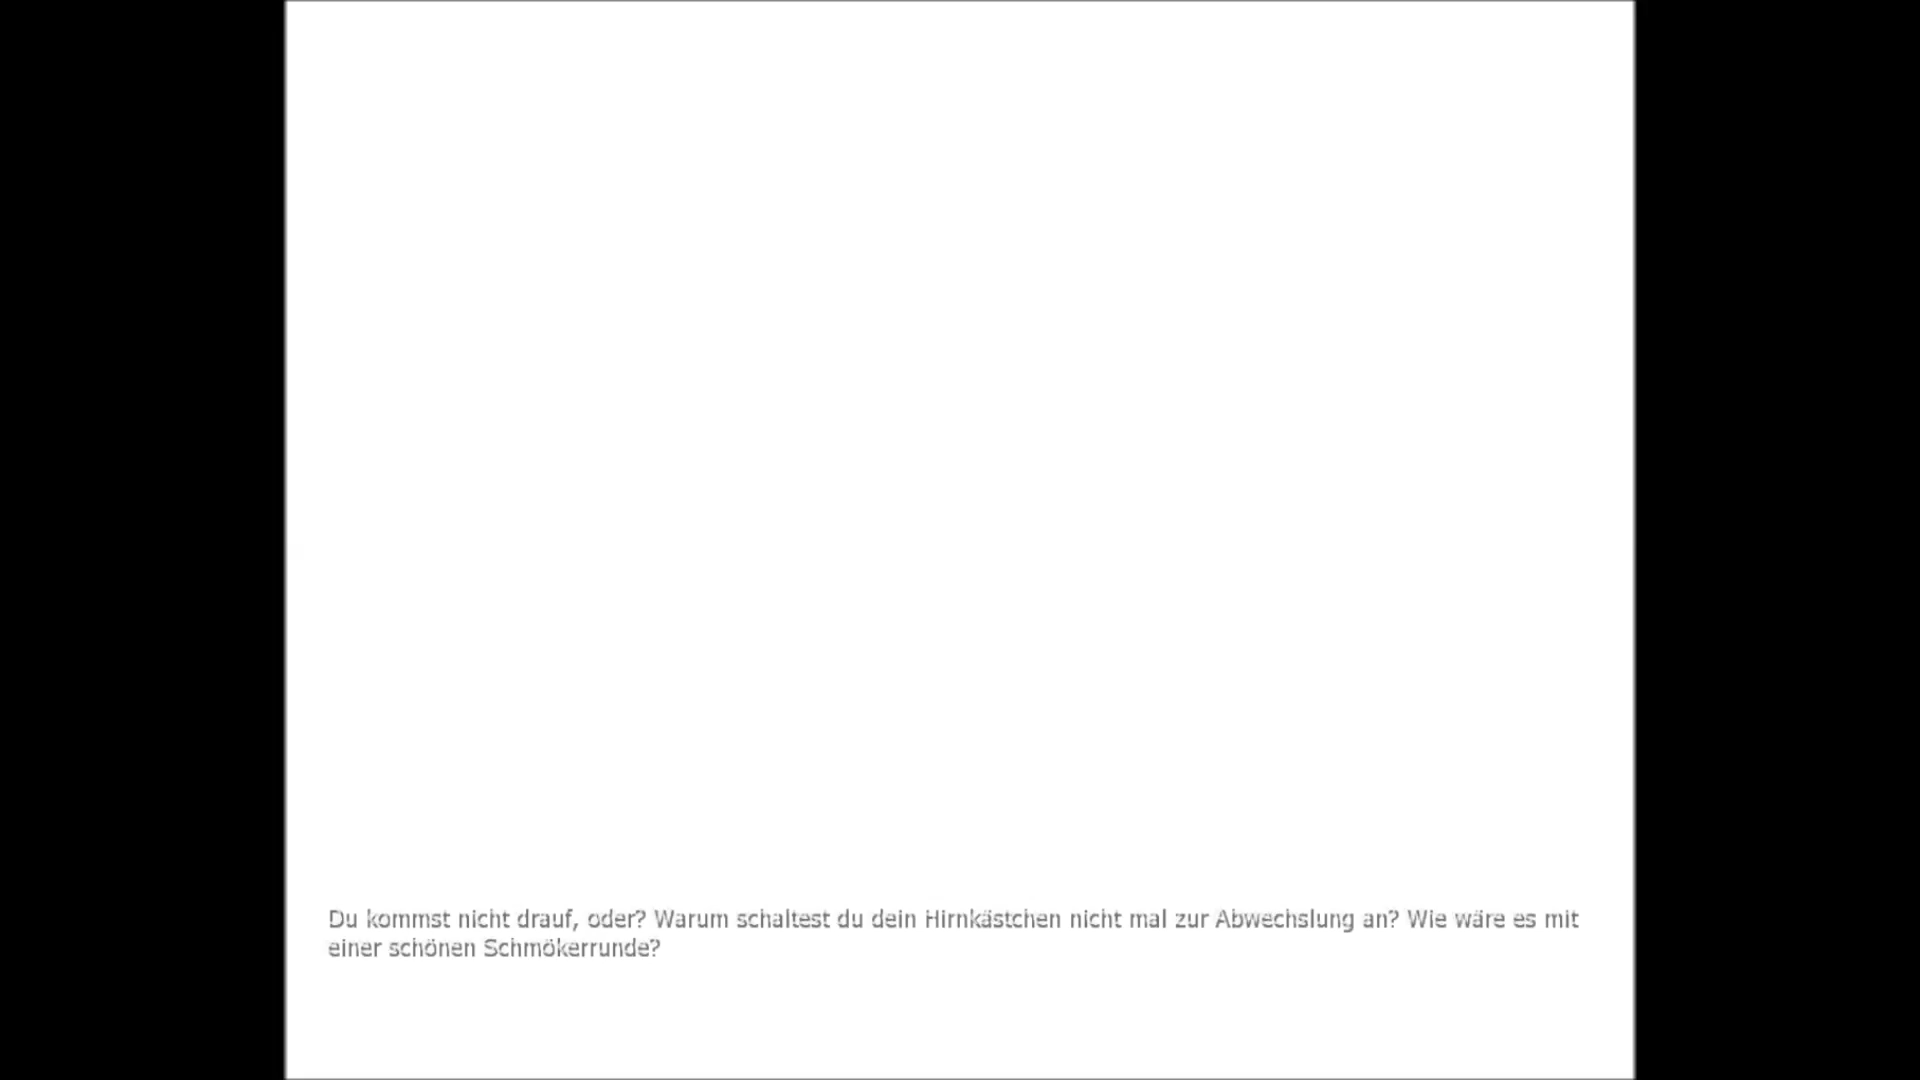 Du kommst nicht drauf, oder? Warum schaltest du dein Hirnkästchen nicht mal zur Abwechslung an? Wie wäre es mit
einer schönen Schmökerrunde?